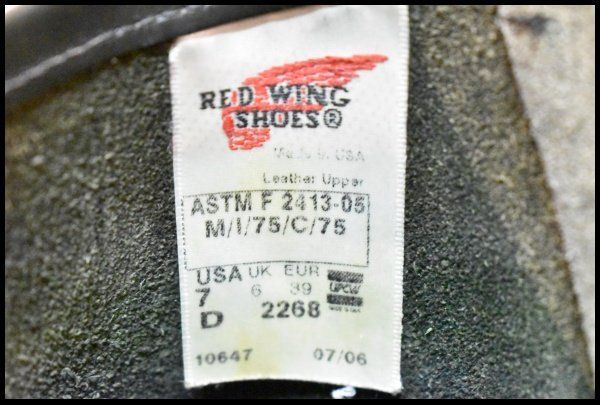 RED WING
SHOES®
Made in USA
Leather Upper
ASTM F 2413-05
M/I/75/C/75
USA UK EUR
7 6 39
D 2268
10647 07/06